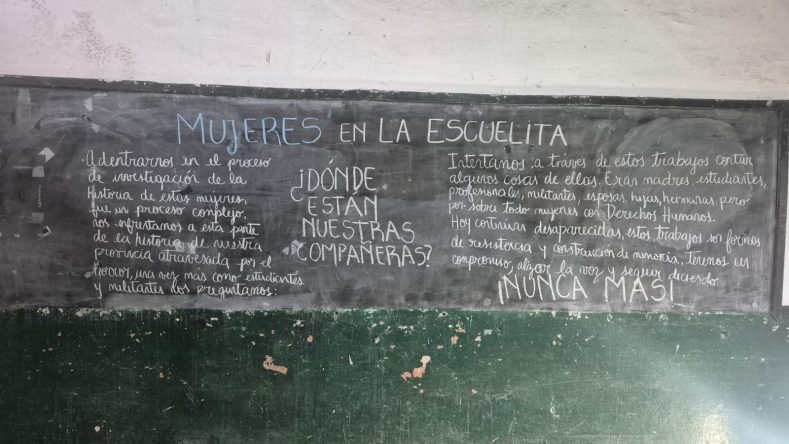 MUJERES EN LA ESCUELITA
Adentrarnos en el proceso
de investigación de la
Historia de estas mujeres,
fue un proceso complejo,
nos enfrentamos a esta parte
de la historia de nuestra
provincia atravesada por el
horror, una vez más como estudiantes
y militantes nos preguntamos:
¿DÓNDE
ESTÁN
NUESTRAS
COMPAÑERAS?
Intentamos a través de estos trabajos contar
algunas cosas de ellas. Eran madres, estudiantes,
profesionales, militantes, esposas, hijas, hermanas, pero
por sobre todo mujeres con Derechos Humanos.
Hoy continúan desaparecidas, estos trabajos son formas
de resistencia y construcción de memoria, tenemos un
compromiso, alzar la voz y seguir diciendo
¡NUNCA MAS!